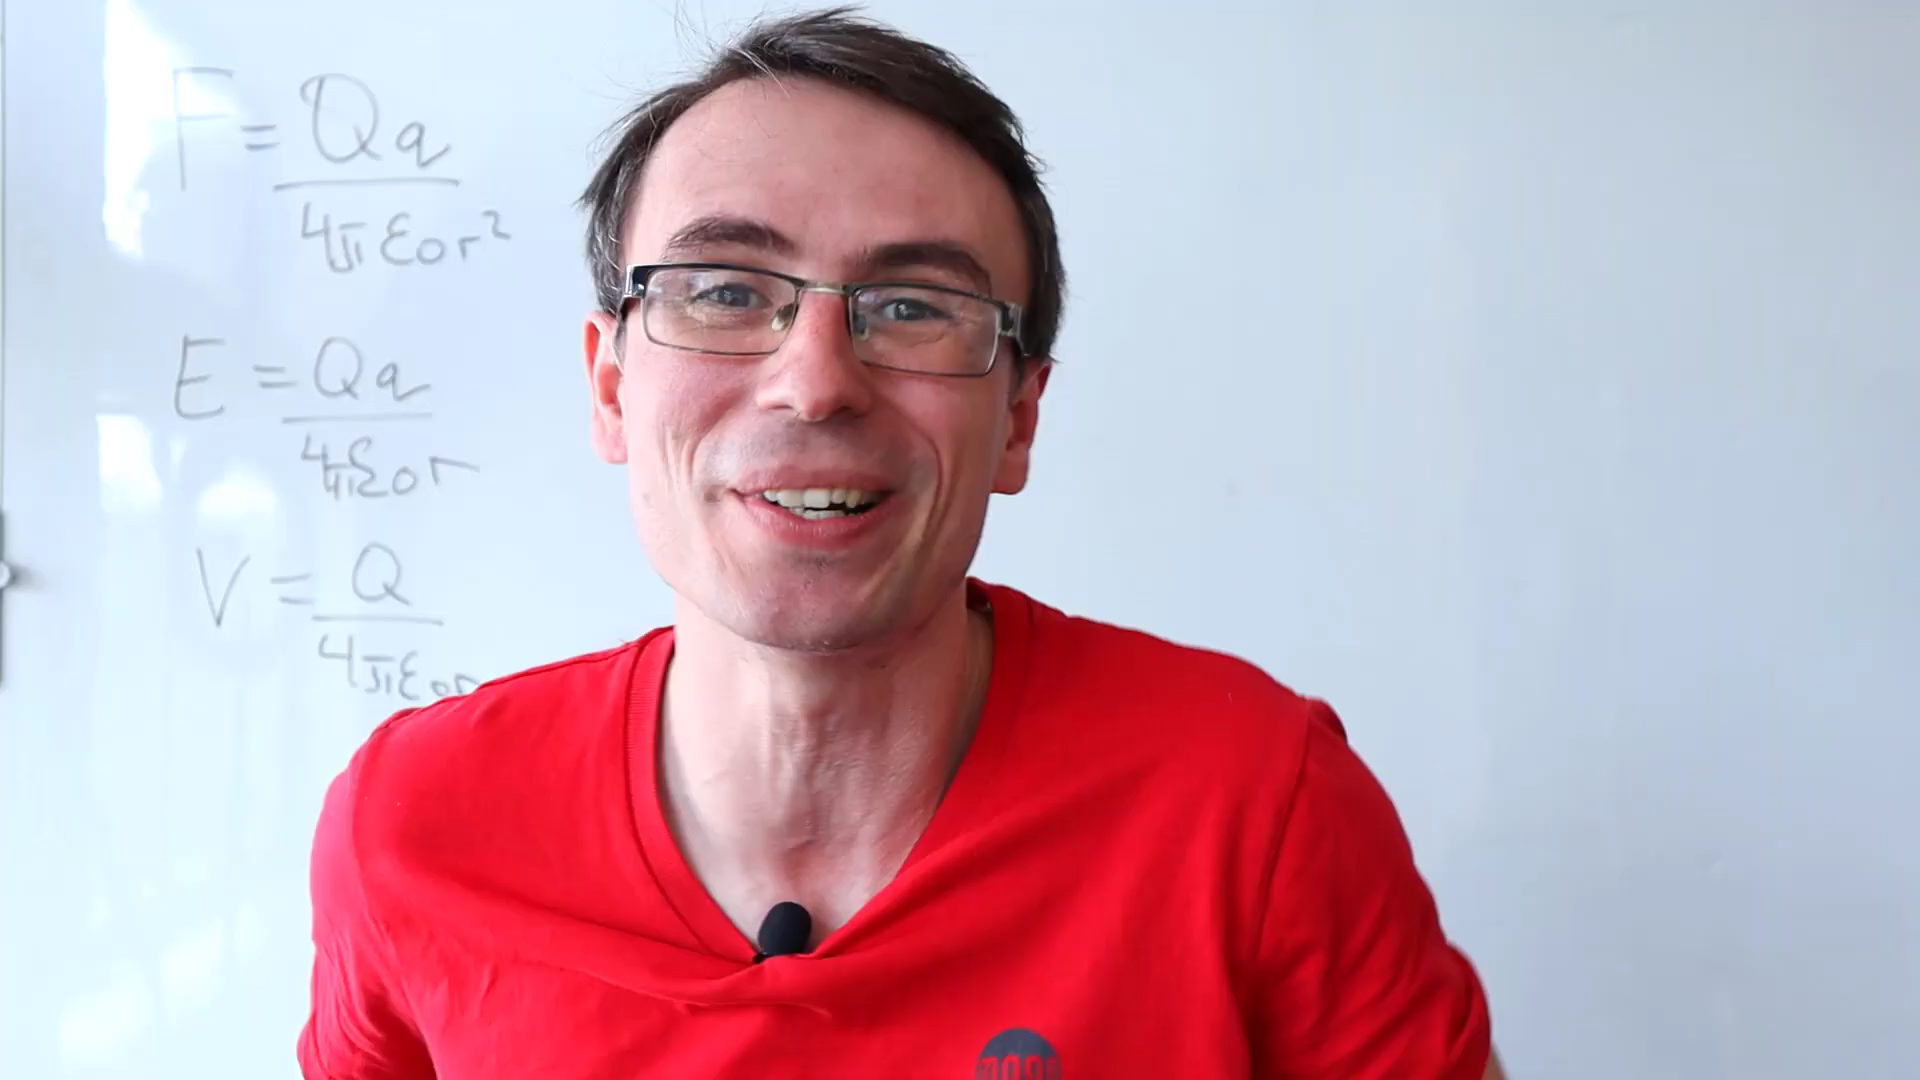 F = Qq / 4πε0r²
E = Qq / 4πε0r
V = Q / 4πε0r